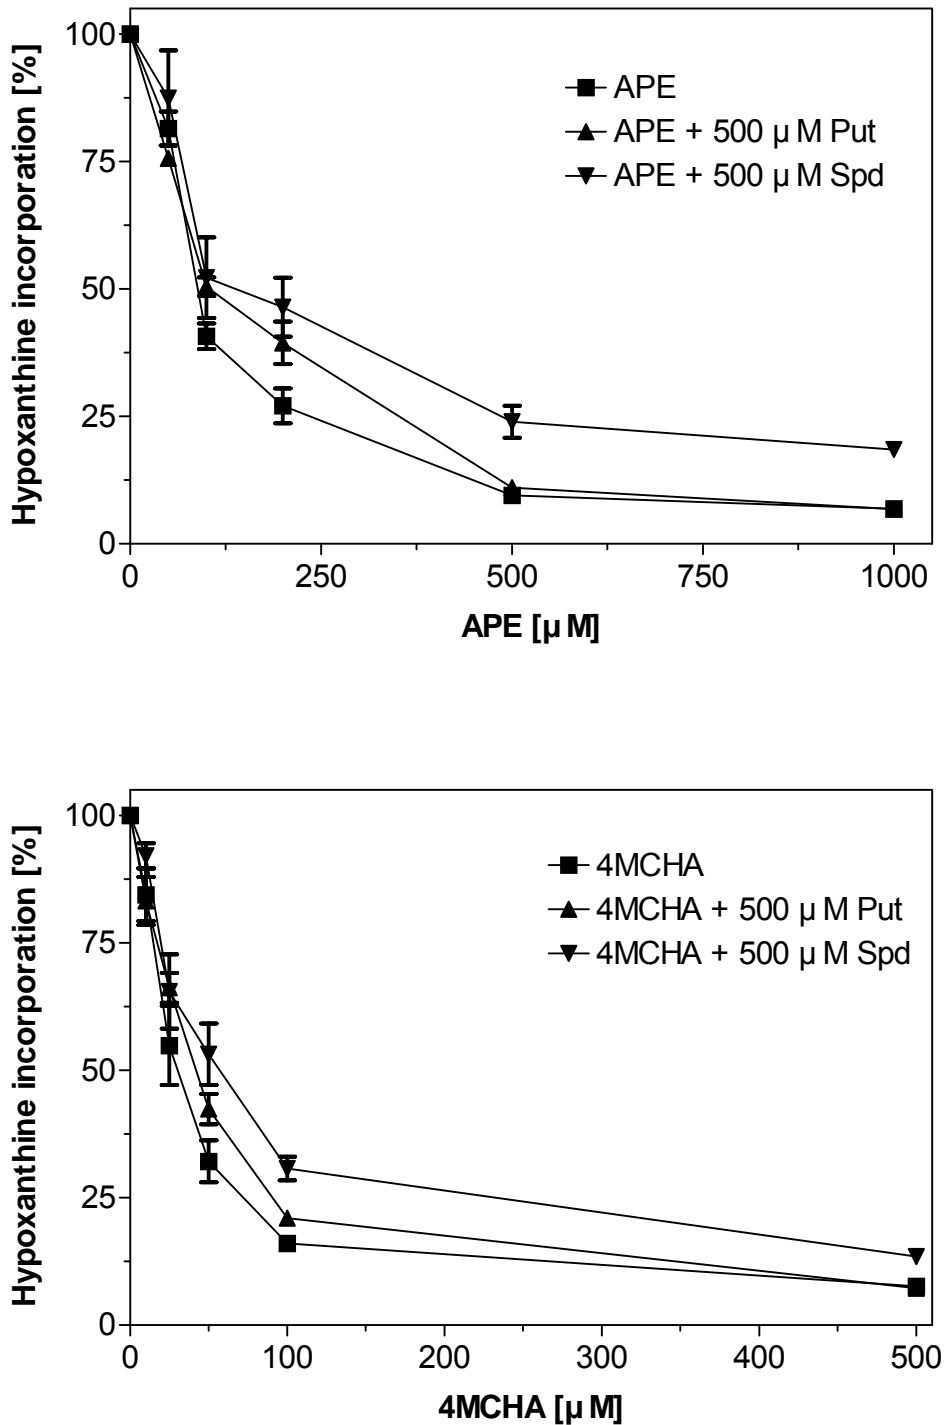 Hypoxanthine incorporation [%]
100
75
50
25
0
APE
APE + 500 µ M Put
APE + 500 µ M Spd
0 250 500 750 1000
APE [µ M]
Hypoxanthine incorporation [%]
100
75
50
25
0
4MCHA
4MCHA + 500 µ M Put
4MCHA + 500 µ M Spd
0 100 200 300 400 500
4MCHA [µ M]